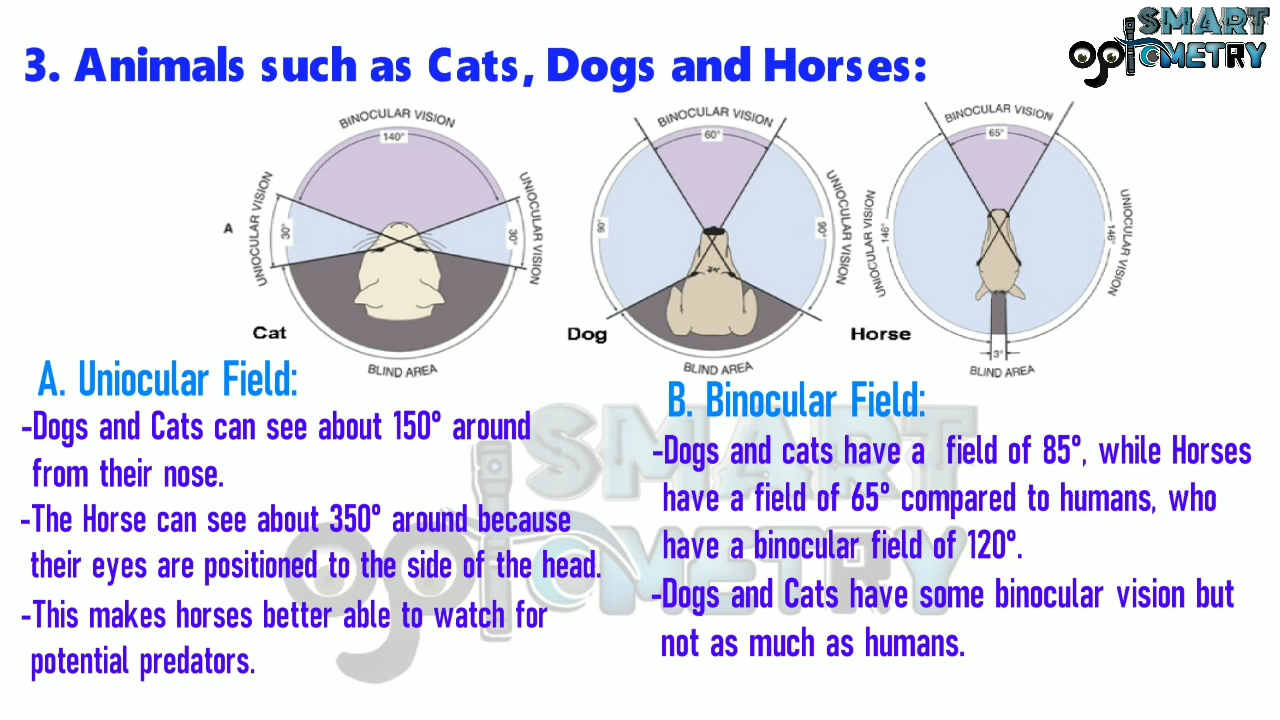 SMART
OPTOMETRY
3. Animals such as Cats, Dogs and Horses:
BINOCULAR VISION
140°
UNIOCULAR VISION
30°
UNIOCULAR VISION
30°
A
Cat
BLIND AREA
BINOCULAR VISION
60°
90°
UNIOCULAR VISION
90°
Dog
BLIND AREA
BINOCULAR VISION
65°
UNIOCULAR VISION
146°
UNIOCULAR VISION
146°
Horse
3°
BLIND AREA
A. Uniocular Field:
-Dogs and Cats can see about 150° around
from their nose.
-The Horse can see about 350° around because
their eyes are positioned to the side of the head.
-This makes horses better able to watch for
potential predators.
B. Binocular Field:
-Dogs and cats have a field of 85°, while Horses
have a field of 65° compared to humans, who
have a binocular field of 120°.
-Dogs and Cats have some binocular vision but
not as much as humans.
SMART
OPTOMETRY